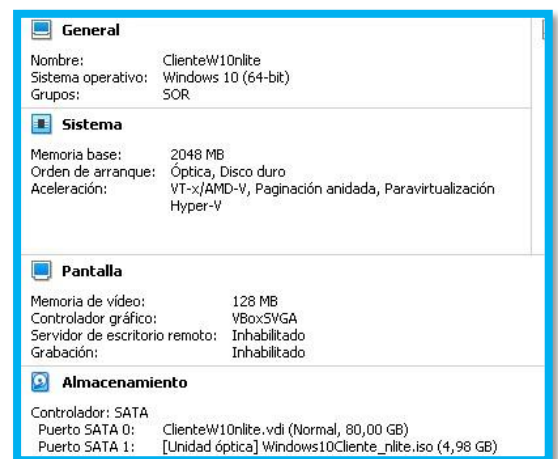 General
Nombre: ClienteW10nlite
Sistema operativo: Windows 10 (64-bit)
Grupos: SOR
Sistema
Memoria base: 2048 MB
Orden de arranque: Óptica, Disco duro
Aceleración: VT-x/AMD-V, Paginación anidada, Paravirtualización
Hyper-V
Pantalla
Memoria de vídeo: 128 MB
Controlador gráfico: VBoxSVGA
Servidor de escritorio remoto: Inhabilitado
Grabación: Inhabilitado
Almacenamiento
Controlador: SATA
Puerto SATA 0: ClienteW10nlite.vdi (Normal, 80,00 GB)
Puerto SATA 1: [Unidad óptica] Windows10Cliente_nlite.iso (4,98 GB)